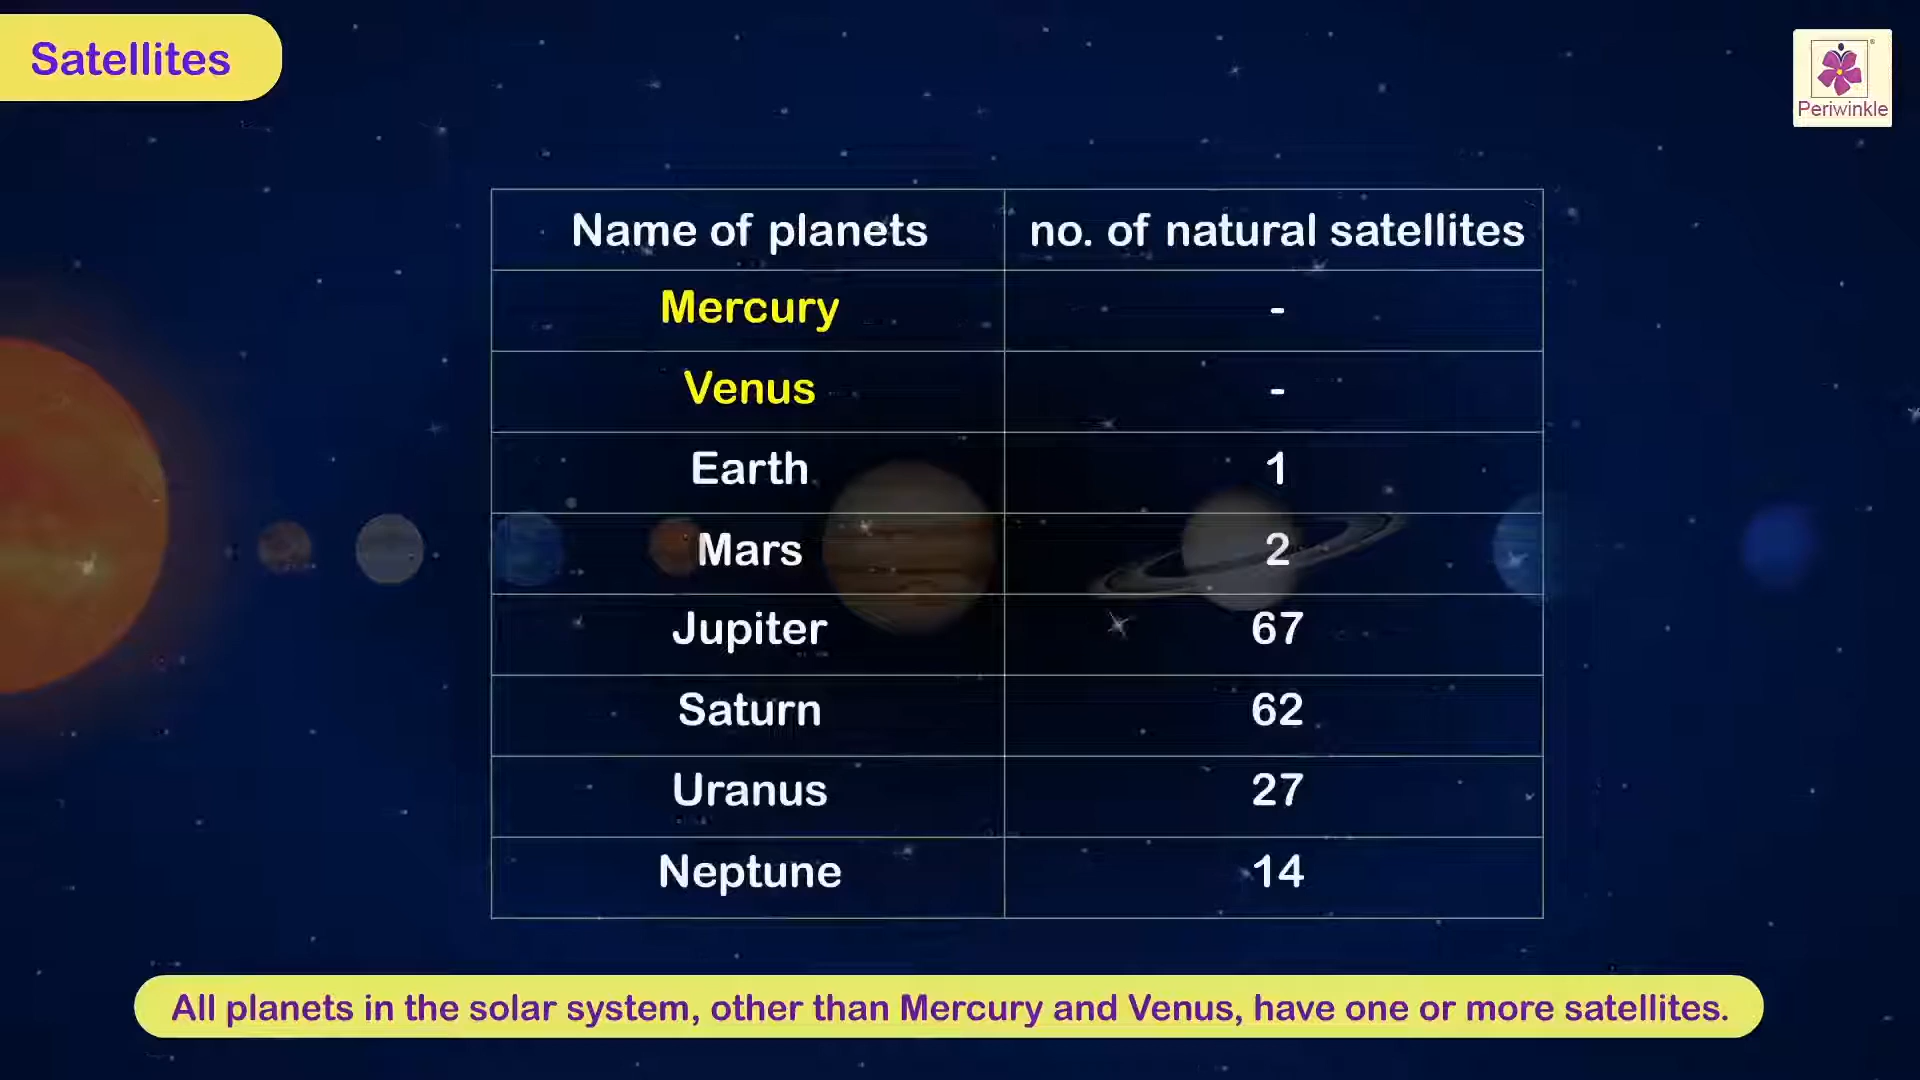 Satellites
Periwinkle
Name of planets no. of natural satellites
Mercury -
Venus -
Earth 1
Mars 2
Jupiter 67
Saturn 62
Uranus 27
Neptune 14
All planets in the solar system, other than Mercury and Venus, have one or more satellites.